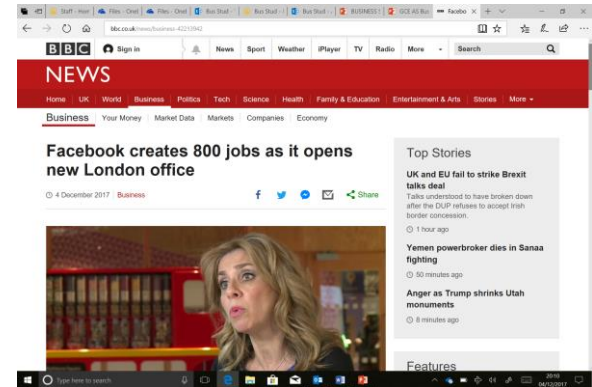 Staff - Hom
Files - OneD
Files - OneD
Bus Stud -
Bus Stud - I
Bus Stud -
BUSINESS
GCE AS Bus
Facebo
bbc.co.uk/news/business-42213942
BBC Sign in News Sport Weather iPlayer TV Radio More Search
NEWS
Home UK World Business Politics Tech Science Health Family & Education Entertainment & Arts Stories More
Business Your Money Market Data Markets Companies Economy
Facebook creates 800 jobs as it opens
new London office
4 December 2017 Business Share
Top Stories
UK and EU fail to strike Brexit
talks deal
Talks understood to have broken down
after the DUP refuses to accept Irish
border concession.
1 hour ago
Yemen powerbroker dies in Sanaa
fighting
50 minutes ago
Anger as Trump shrinks Utah
monuments
8 minutes ago
Features
Type here to search
20:10
04/12/2017